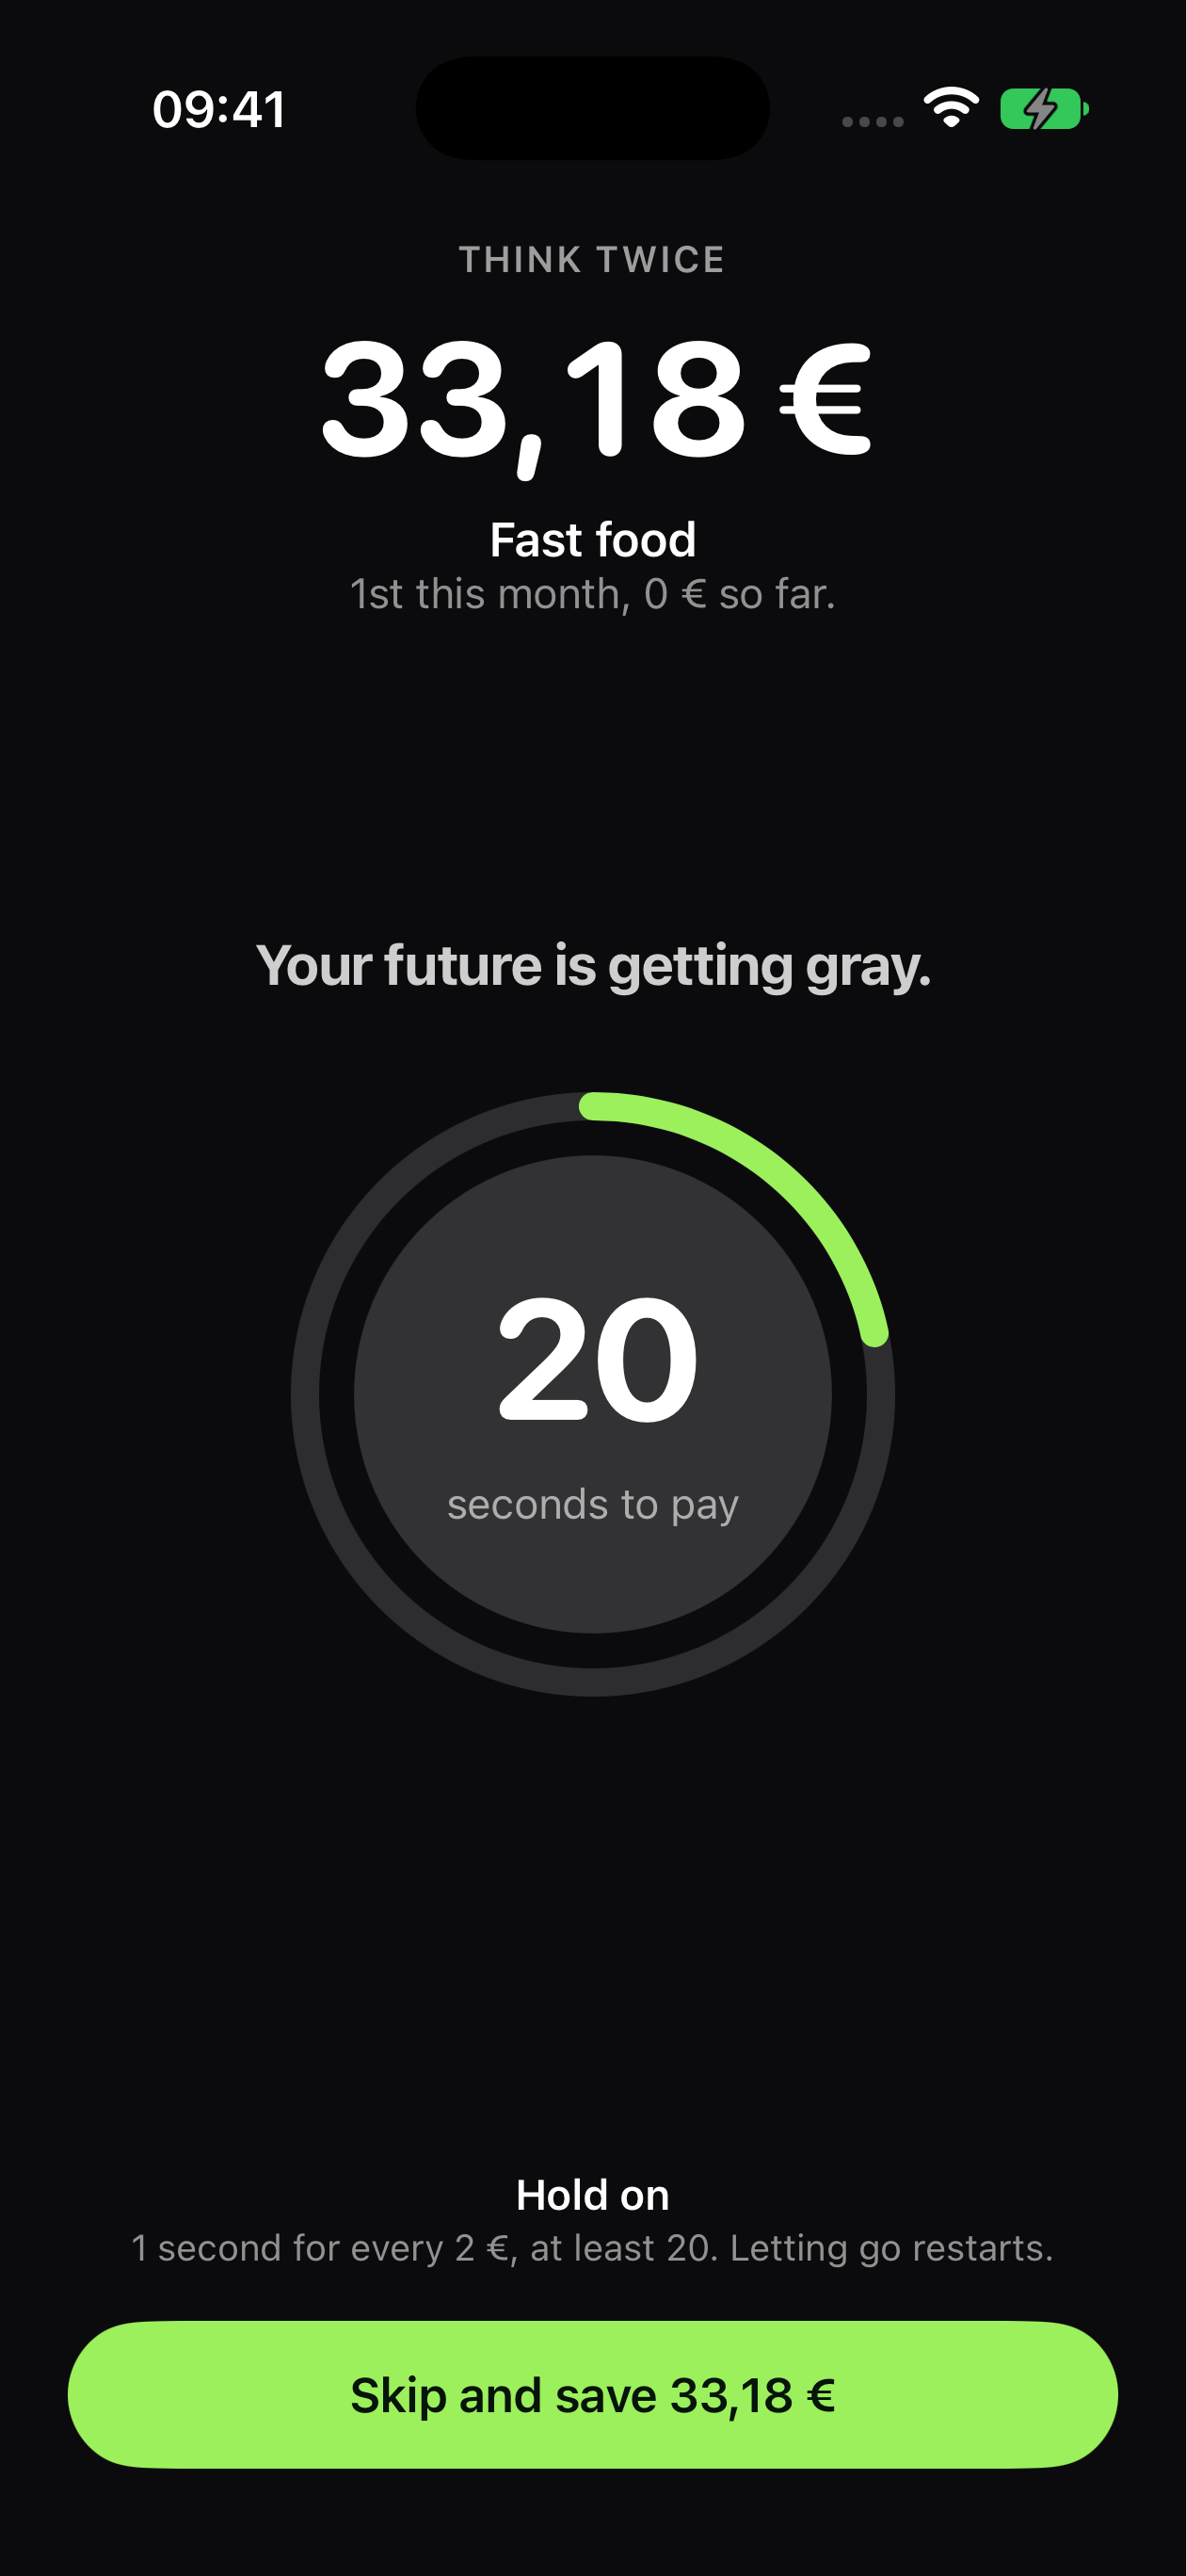 09:41
THINK TWICE
33,18 €
Fast food
1st this month, 0 € so far.
Your future is getting gray.
20
seconds to pay
Hold on
1 second for every 2 €, at least 20. Letting go restarts.
Skip and save 33,18 €